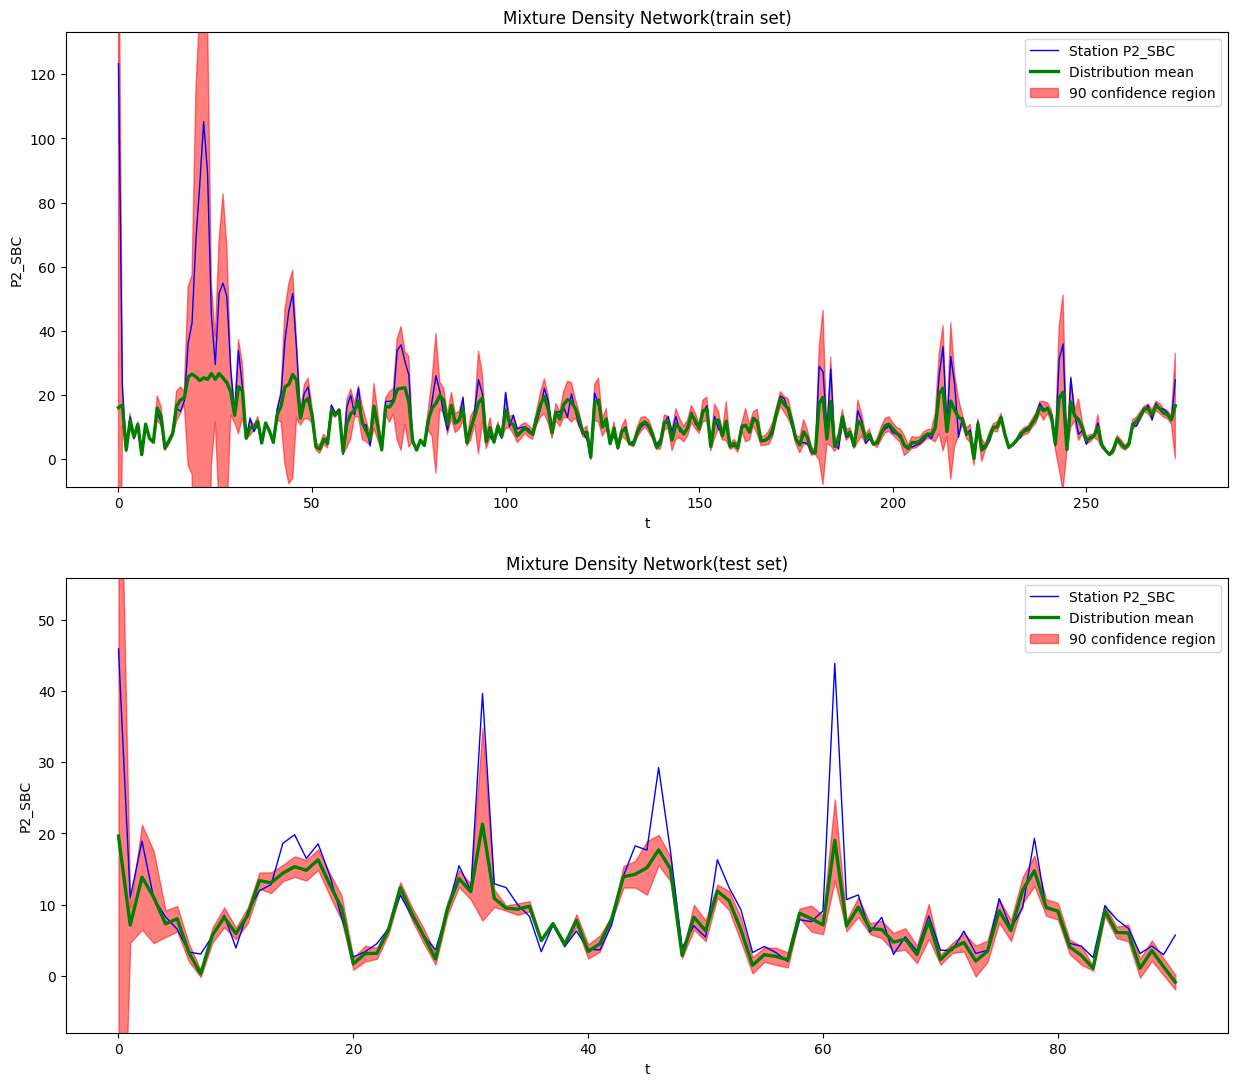 Mixture Density Network(train set)
Station P2_SBC
Distribution mean
90 confidence region
P2_SBC
120
100
80
60
40
20
0
0 50 100 150 200 250
t
Mixture Density Network(test set)
Station P2_SBC
Distribution mean
90 confidence region
P2_SBC
50
40
30
20
10
0
0 20 40 60 80
t